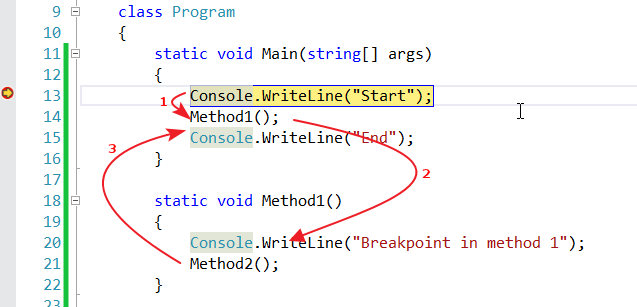 9 class Program
10 {
11 static void Main(string[] args)
12 {
13 Console.WriteLine("Start");
1
14 Method1();
15 Console.WriteLine("End");
3
16 }
2
17
18 static void Method1()
19 {
20 Console.WriteLine("Breakpoint in method 1");
21 Method2();
22 }
23